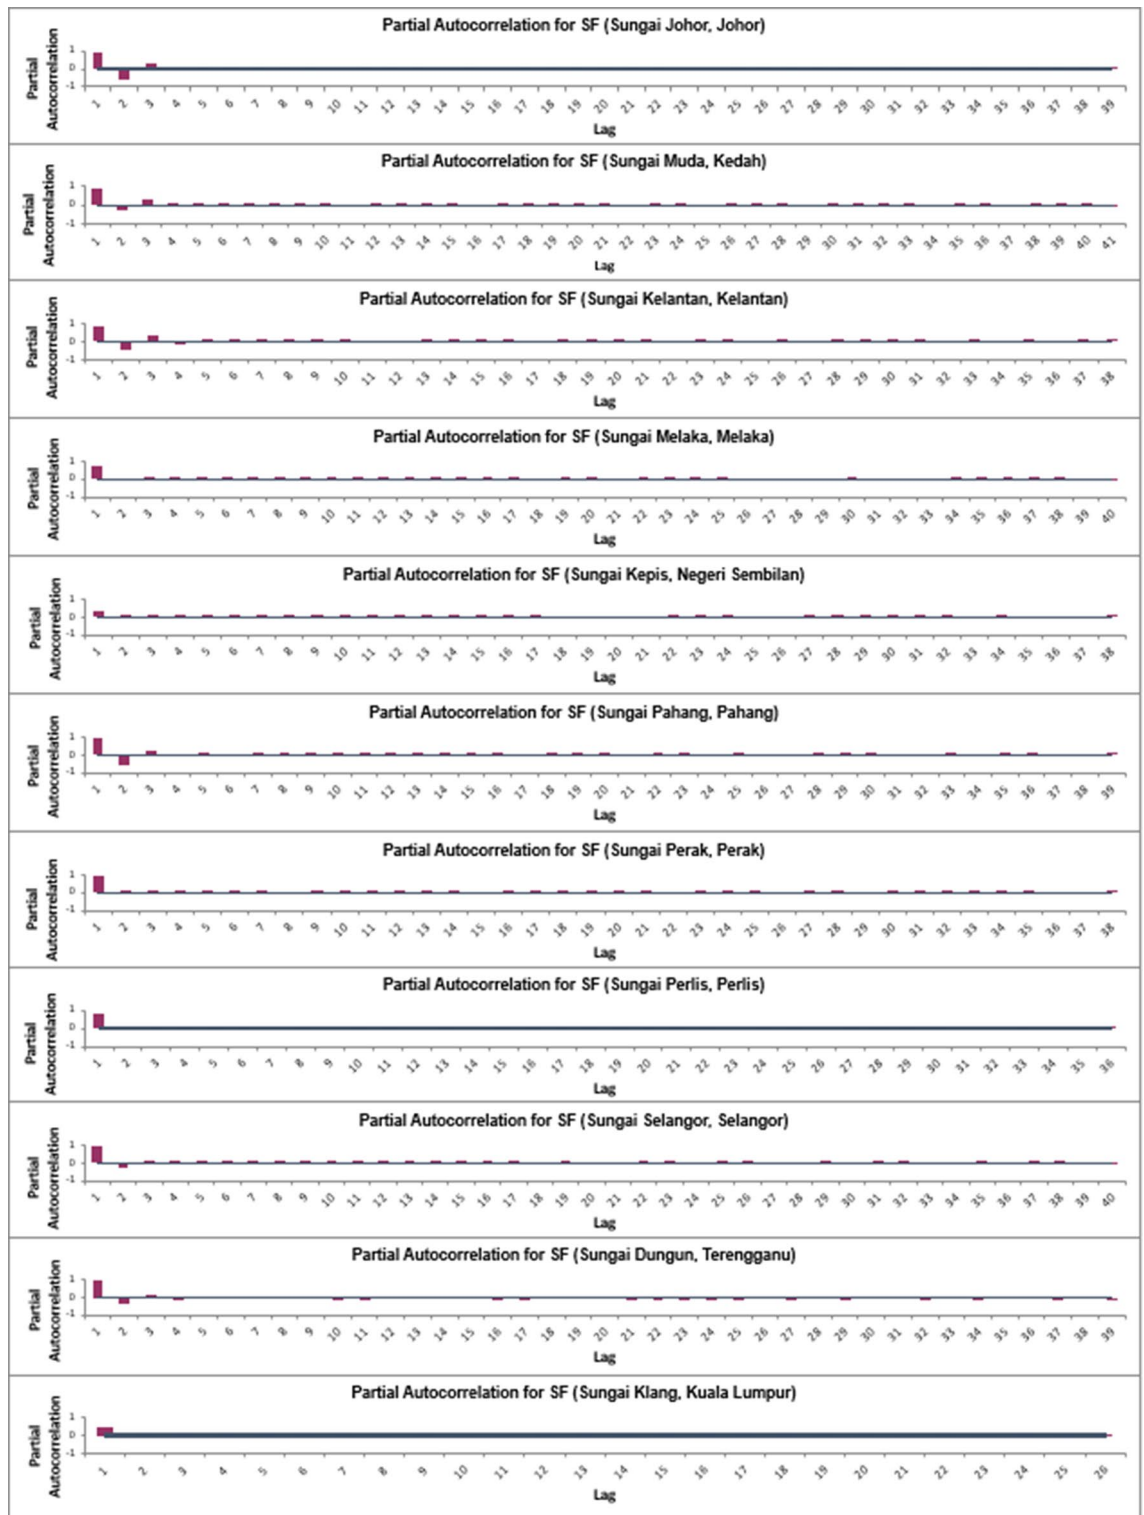 Partial Autocorrelation for SF (Sungai Johor, Johor)
Partial
Autocorrelation
1
0
-1
1 2 3 4 5 6 7 8 9 10 11 12 13 14 15 16 17 18 19 20 21 22 23 24 25 26 27 28 29 30 31 32 33 34 35 36 37 38 39
Lag
Partial Autocorrelation for SF (Sungai Muda, Kedah)
Partial
Autocorrelation
1
0
-1
1 2 3 4 5 6 7 8 9 10 11 12 13 14 15 16 17 18 19 20 21 22 23 24 25 26 27 28 29 30 31 32 33 34 35 36 37 38 39 40 41
Lag
Partial Autocorrelation for SF (Sungai Kelantan, Kelantan)
Partial
Autocorrelation
1
0
-1
1 2 3 4 5 6 7 8 9 10 11 12 13 14 15 16 17 18 19 20 21 22 23 24 25 26 27 28 29 30 31 32 33 34 35 36 37 38
Lag
Partial Autocorrelation for SF (Sungai Melaka, Melaka)
Partial
Autocorrelation
1
0
-1
1 2 3 4 5 6 7 8 9 10 11 12 13 14 15 16 17 18 19 20 21 22 23 24 25 26 27 28 29 30 31 32 33 34 35 36 37 38 39 40
Lag
Partial Autocorrelation for SF (Sungai Kepis, Negeri Sembilan)
Partial
Autocorrelation
1
0
-1
1 2 3 4 5 6 7 8 9 10 11 12 13 14 15 16 17 18 19 20 21 22 23 24 25 26 27 28 29 30 31 32 33 34 35 36 37 38
Lag
Partial Autocorrelation for SF (Sungai Pahang, Pahang)
Partial
Autocorrelation
1
0
-1
1 2 3 4 5 6 7 8 9 10 11 12 13 14 15 16 17 18 19 20 21 22 23 24 25 26 27 28 29 30 31 32 33 34 35 36 37 38 39
Lag
Partial Autocorrelation for SF (Sungai Perak, Perak)
Partial
Autocorrelation
1
0
-1
1 2 3 4 5 6 7 8 9 10 11 12 13 14 15 16 17 18 19 20 21 22 23 24 25 26 27 28 29 30 31 32 33 34 35 36 37 38
Lag
Partial Autocorrelation for SF (Sungai Perlis, Perlis)
Partial
Autocorrelation
1
0
-1
1 2 3 4 5 6 7 8 9 10 11 12 13 14 15 16 17 18 19 20 21 22 23 24 25 26 27 28 29 30 31 32 33 34 35 36
Lag
Partial Autocorrelation for SF (Sungai Selangor, Selangor)
Partial
Autocorrelation
1
0
-1
1 2 3 4 5 6 7 8 9 10 11 12 13 14 15 16 17 18 19 20 21 22 23 24 25 26 27 28 29 30 31 32 33 34 35 36 37 38 39 40
Lag
Partial Autocorrelation for SF (Sungai Dungun, Terengganu)
Partial
Autocorrelation
1
0
-1
1 2 3 4 5 6 7 8 9 10 11 12 13 14 15 16 17 18 19 20 21 22 23 24 25 26 27 28 29 30 31 32 33 34 35 36 37 38 39
Lag
Partial Autocorrelation for SF (Sungai Klang, Kuala Lumpur)
Partial
Autocorrelation
1
0
-1
1 2 3 4 5 6 7 8 9 10 11 12 13 14 15 16 17 18 19 20 21 22 23 24 25 26
Lag